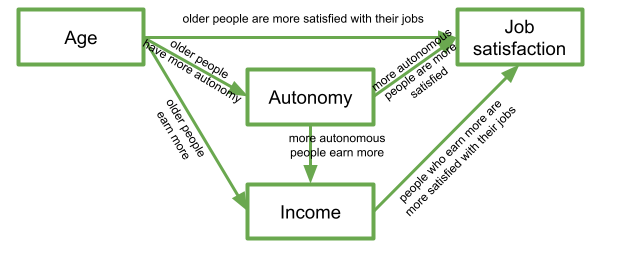 older people are more satisfied with their jobs
Age
Job
satisfaction
older people
have more autonomy
more autonomous
people are more
satisfied
Autonomy
older people
earn more
more autonomous
people earn more
people who earn more are
more satisfied with their jobs
Income